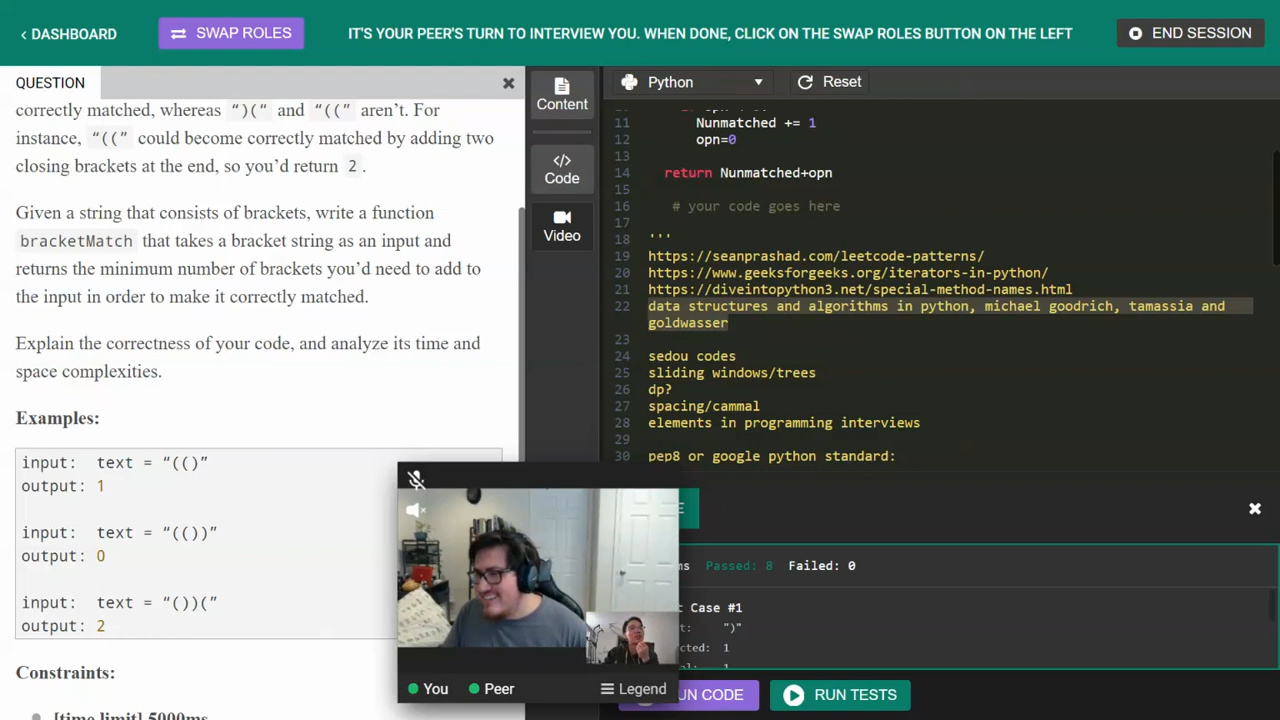 DASHBOARD
SWAP ROLES
IT'S YOUR PEER'S TURN TO INTERVIEW YOU. WHEN DONE, CLICK ON THE SWAP ROLES BUTTON ON THE LEFT
END SESSION
QUESTION
correctly matched, whereas “)(“ and “((” aren’t. For
instance, “((” could become correctly matched by adding two
closing brackets at the end, so you’d return 2.
Given a string that consists of brackets, write a function
bracketMatch that takes a bracket string as an input and
returns the minimum number of brackets you’d need to add to
the input in order to make it correctly matched.
Explain the correctness of your code, and analyze its time and
space complexities.
Examples:
input: text = “(()”
output: 1
input: text = “(())”
output: 0
input: text = “())(”
output: 2
Constraints:
[time limit] 5000ms
Content
Code
Video
Python
Reset
11 Nunmatched += 1
12 opn=0
13
14 return Nunmatched+opn
15
16 # your code goes here
17
18 '''
19 https://seanprashad.com/leetcode-patterns/
20 https://www.geeksforgeeks.org/iterators-in-python/
21 https://diveintopython3.net/special-method-names.html
22 data structures and algorithms in python, michael goodrich, tamassia and
goldwasser
23
24 sedou codes
25 sliding windows/trees
26 dp?
27 spacing/cammal
28 elements in programming interviews
29
30 pep8 or google python standard:
ms Passed: 8 Failed: 0
Case #1
")"
1
You
Peer
Legend
UN CODE
RUN TESTS